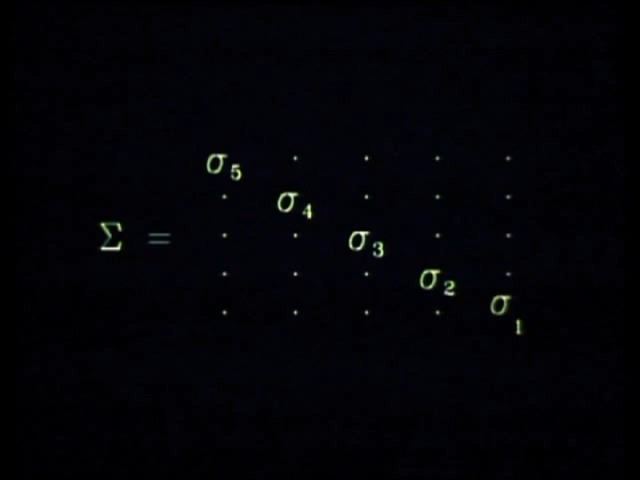 σ₅ . . . .
. σ₄ . . .
Σ = . . σ₃ . .
. . . σ₂ .
. . . . σ₁